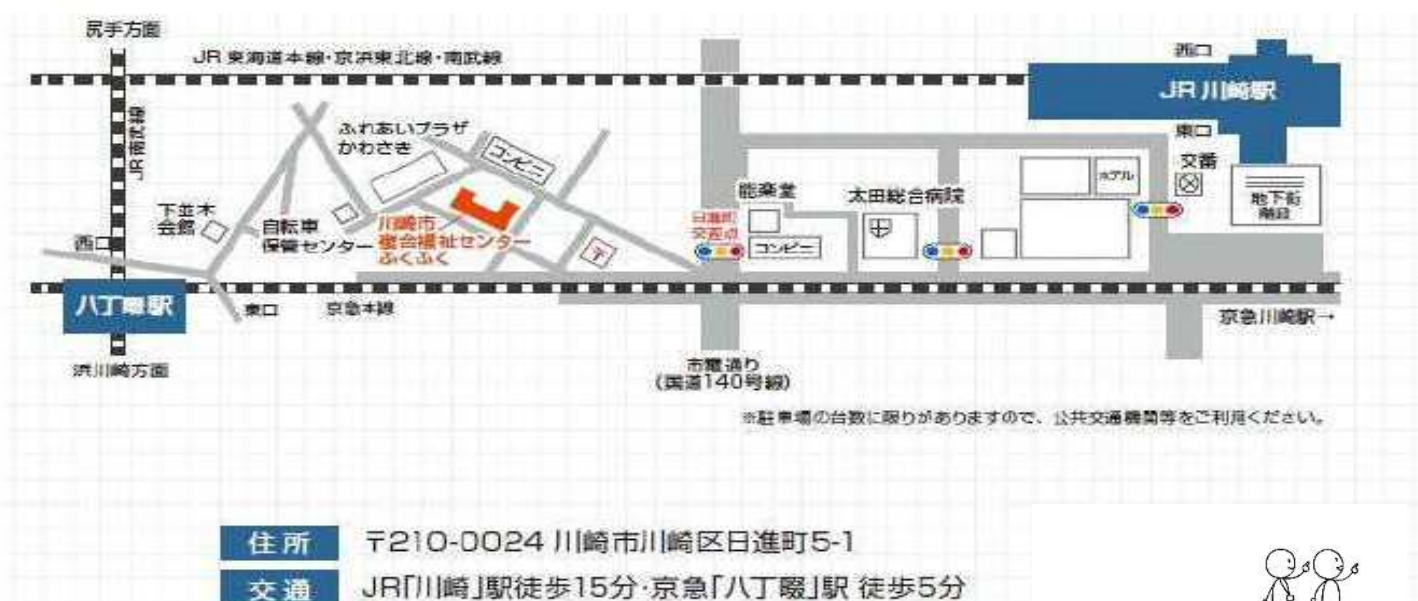 尻手方面
JR 東海道本線・京浜東北線・南武線
西口
JR 川崎駅
JR南武線
ふれあいプラザ
かわさき
コンビニ
東口
交番
ホテル
地下街
階段
能楽堂
太田総合病院
下並木
会館
自転車
保管センター
川崎市
複合福祉センター
ふくふく
〒
日進町
交差点
コンビニ
西口
八丁畷駅
東口
京急本線
京急川崎駅→
浜川崎方面
市電通り
(国道140号線)
※駐車場の台数に限りがありますので、公共交通機関等をご利用ください。
住所 〒210-0024 川崎市川崎区日進町5-1
交通 JR「川崎」駅徒歩15分・京急「八丁畷」駅 徒歩5分